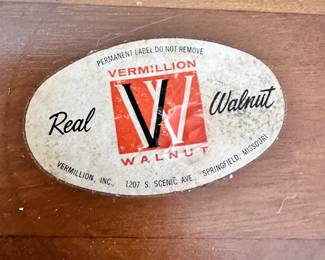 PERMANENT LABEL DO NOT REMOVE
VERMILLION
Real VW Walnut
WALNUT
VERMILLION, INC. 1207 S. SCENIC AVE. SPRINGFIELD, MISSOURI